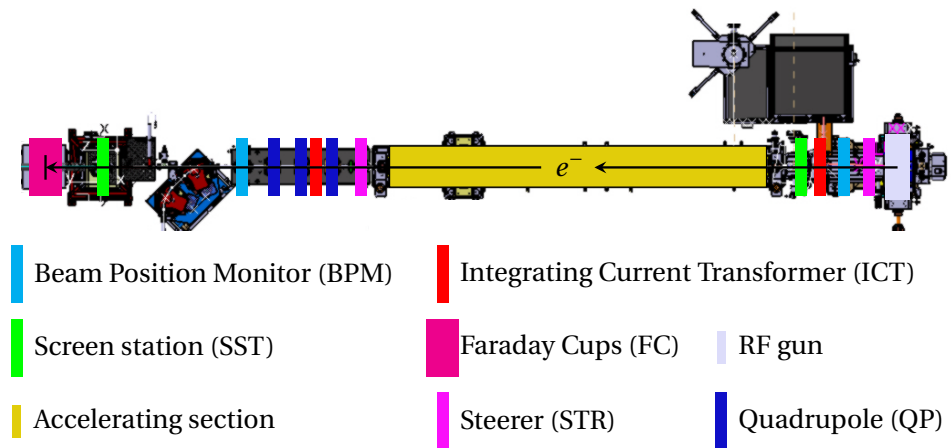 e⁻
Beam Position Monitor (BPM)
Integrating Current Transformer (ICT)
Screen station (SST)
Faraday Cups (FC)
RF gun
Accelerating section
Steerer (STR)
Quadrupole (QP)